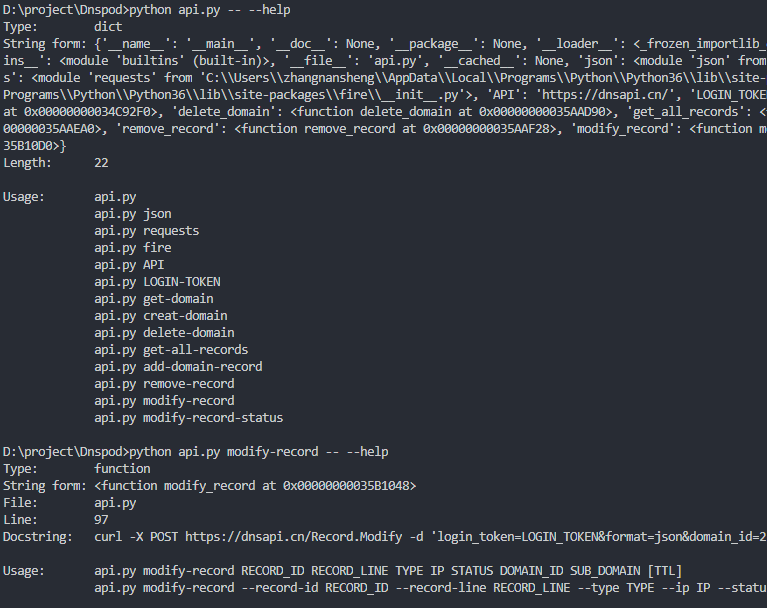 D:\project\Dnspod>python api.py -- --help
Type: dict
String form: {'__name__': '__main__', '__doc__': None, '__package__': None, '__loader__': <_frozen_importlib_
ins__': <module 'builtins' (built-in)>, '__file__': 'api.py', '__cached__': None, 'json': <module 'json' from
s': <module 'requests' from 'C:\\Users\\zhangnansheng\\AppData\\Local\\Programs\\Python\\Python36\\lib\\site-
Programs\\Python\\Python36\\lib\\site-packages\\fire\\__init__.py'>, 'API': 'https://dnsapi.cn/', 'LOGIN_TOKE
at 0x00000000034C92F0>, 'delete_domain': <function delete_domain at 0x00000000035AAD90>, 'get_all_records': <
00000035AAEA0>, 'remove_record': <function remove_record at 0x00000000035AAF28>, 'modify_record': <function m
35B10D0>}
Length: 22
Usage: api.py
api.py json
api.py requests
api.py fire
api.py API
api.py LOGIN-TOKEN
api.py get-domain
api.py creat-domain
api.py delete-domain
api.py get-all-records
api.py add-domain-record
api.py remove-record
api.py modify-record
api.py modify-record-status
D:\project\Dnspod>python api.py modify-record -- --help
Type: function
String form: <function modify_record at 0x00000000035B1048>
File: api.py
Line: 97
Docstring: curl -X POST https://dnsapi.cn/Record.Modify -d 'login_token=LOGIN_TOKEN&format=json&domain_id=2
Usage: api.py modify-record RECORD_ID RECORD_LINE TYPE IP STATUS DOMAIN_ID SUB_DOMAIN [TTL]
api.py modify-record --record-id RECORD_ID --record-line RECORD_LINE --type TYPE --ip IP --statu